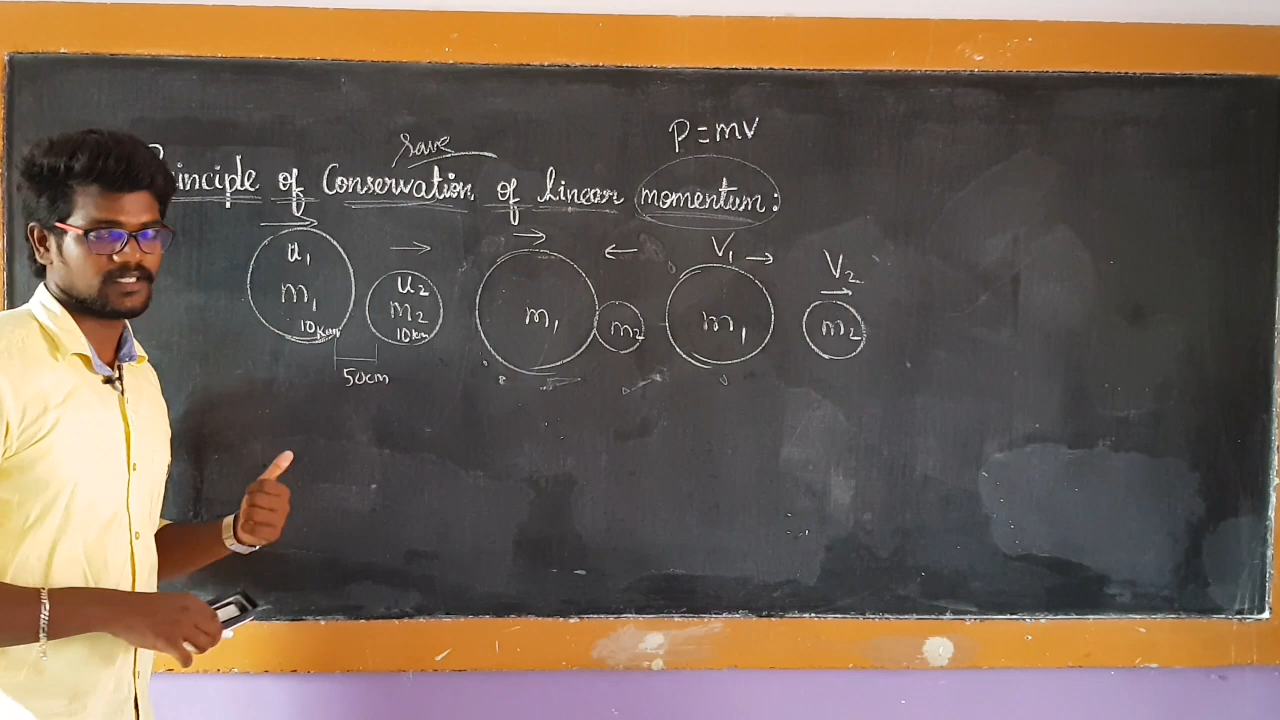 P=mv
save
Principle of Conservation of linear momentum:
u₁
m₁
10km
u₂
m₂
10km
50cm
m₁
m₂
V₁
m₁
V₂
m₂